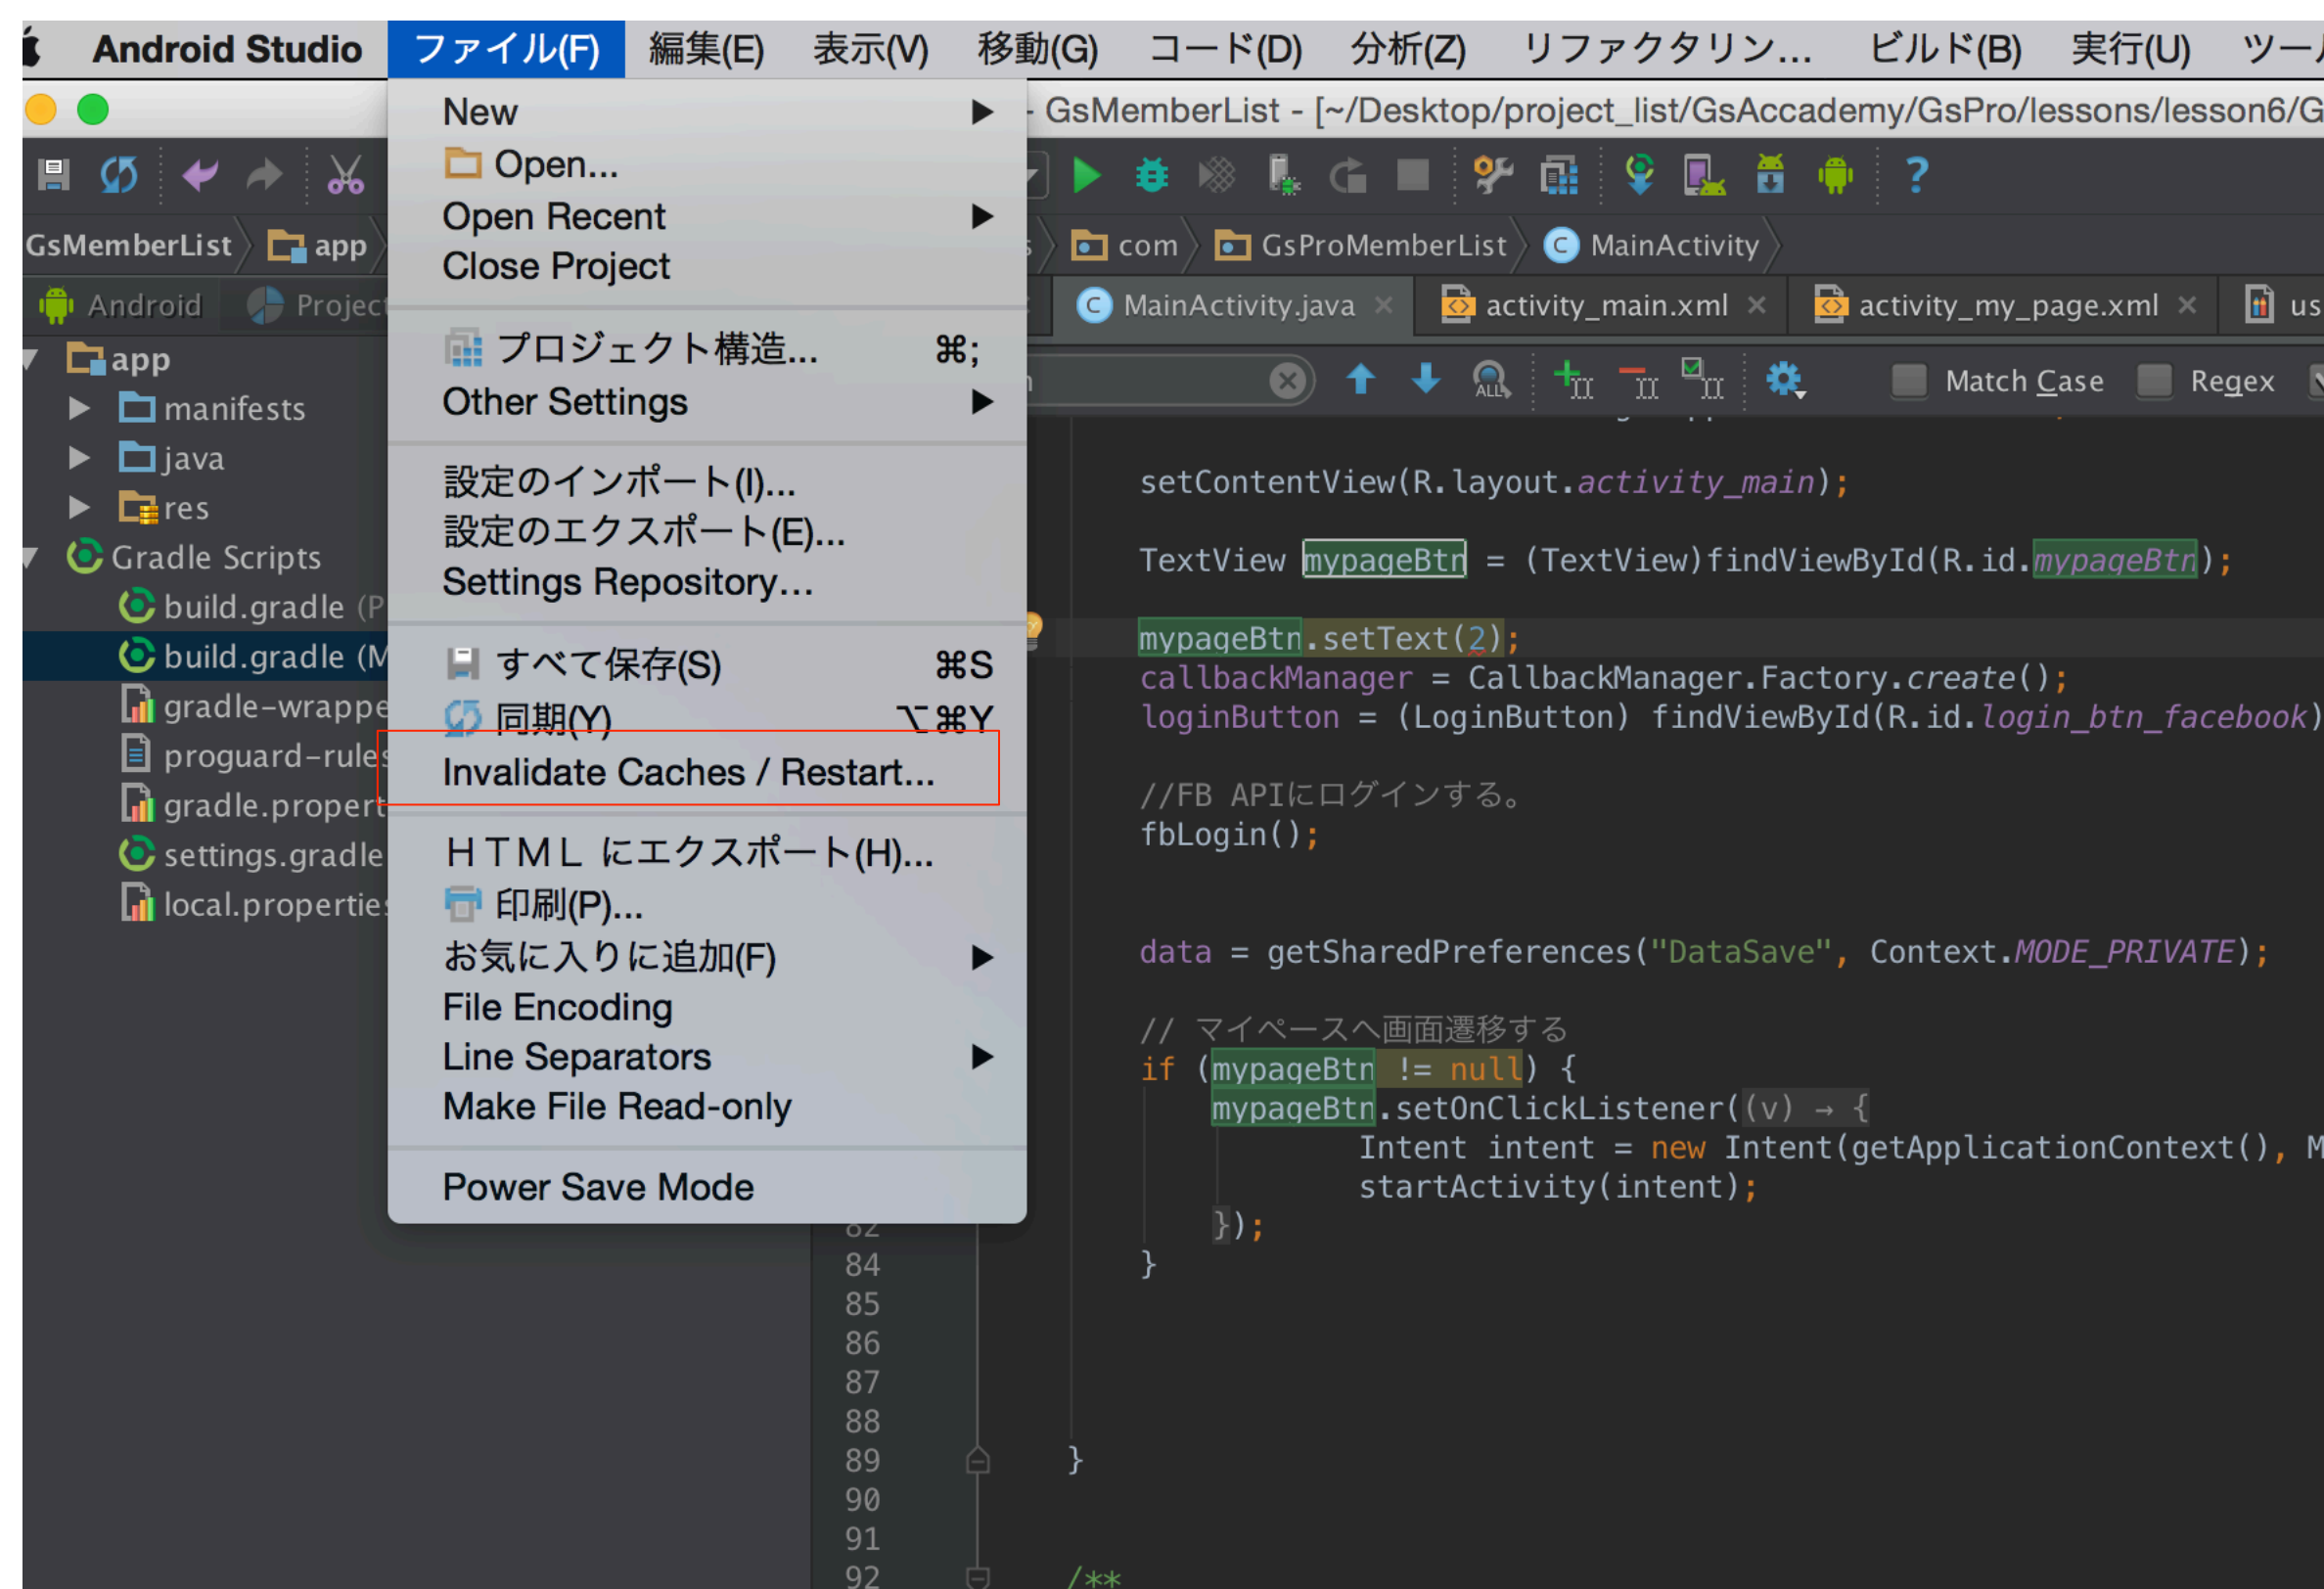 Android Studio ファイル(F) 編集(E) 表示(V) 移動(G) コード(D) 分析(Z) リファクタリン... ビルド(B) 実行(U) ツール
- GsMemberList - [~/Desktop/project_list/GsAccademy/GsPro/lessons/lesson6/G
GsMemberList app
com GsProMemberList MainActivity
Android Project
MainActivity.java activity_main.xml activity_my_page.xml us
Match Case Regex
app
manifests
java
res
Gradle Scripts
build.gradle (P
build.gradle (M
gradle-wrappe
proguard-rules
gradle.propert
settings.gradle
local.properties
New
Open...
Open Recent
Close Project
プロジェクト構造... ⌘;
Other Settings
設定のインポート(I)...
設定のエクスポート(E)...
Settings Repository...
すべて保存(S) ⌘S
同期(Y) ⌥⌘Y
Invalidate Caches / Restart...
ＨＴＭＬ にエクスポート(H)...
印刷(P)...
お気に入りに追加(F)
File Encoding
Line Separators
Make File Read-only
Power Save Mode
setContentView(R.layout.activity_main);
TextView mypageBtn = (TextView)findViewById(R.id.mypageBtn);
mypageBtn.setText(2);
callbackManager = CallbackManager.Factory.create();
loginButton = (LoginButton) findViewById(R.id.login_btn_facebook)
//FB APIにログインする。
fbLogin();
data = getSharedPreferences("DataSave", Context.MODE_PRIVATE);
// マイペースへ画面遷移する
if (mypageBtn != null) {
mypageBtn.setOnClickListener((v) → {
Intent intent = new Intent(getApplicationContext(), M
startActivity(intent);
82 });
84 }
85
86
87
88
89 }
90
91
92 /**